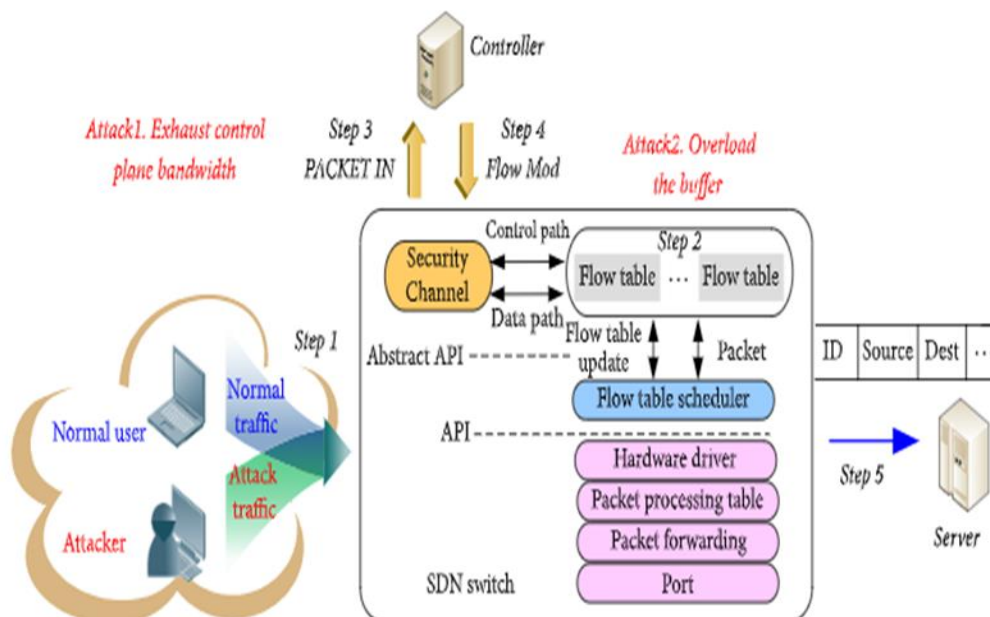 Controller
Attack1. Exhaust control
plane bandwidth
Step 3
PACKET IN
Step 4
Flow Mod
Attack2. Overload
the buffer
Control path
Security
Channel
Data path
Step 2
Flow table
...
Flow table
Flow table
update
Packet
Abstract API
Flow table scheduler
API
Hardware driver
Packet processing table
Packet forwarding
Port
SDN switch
Step 1
Normal user
Normal
traffic
Attack
traffic
Attacker
ID Source Dest ...
Step 5
Server